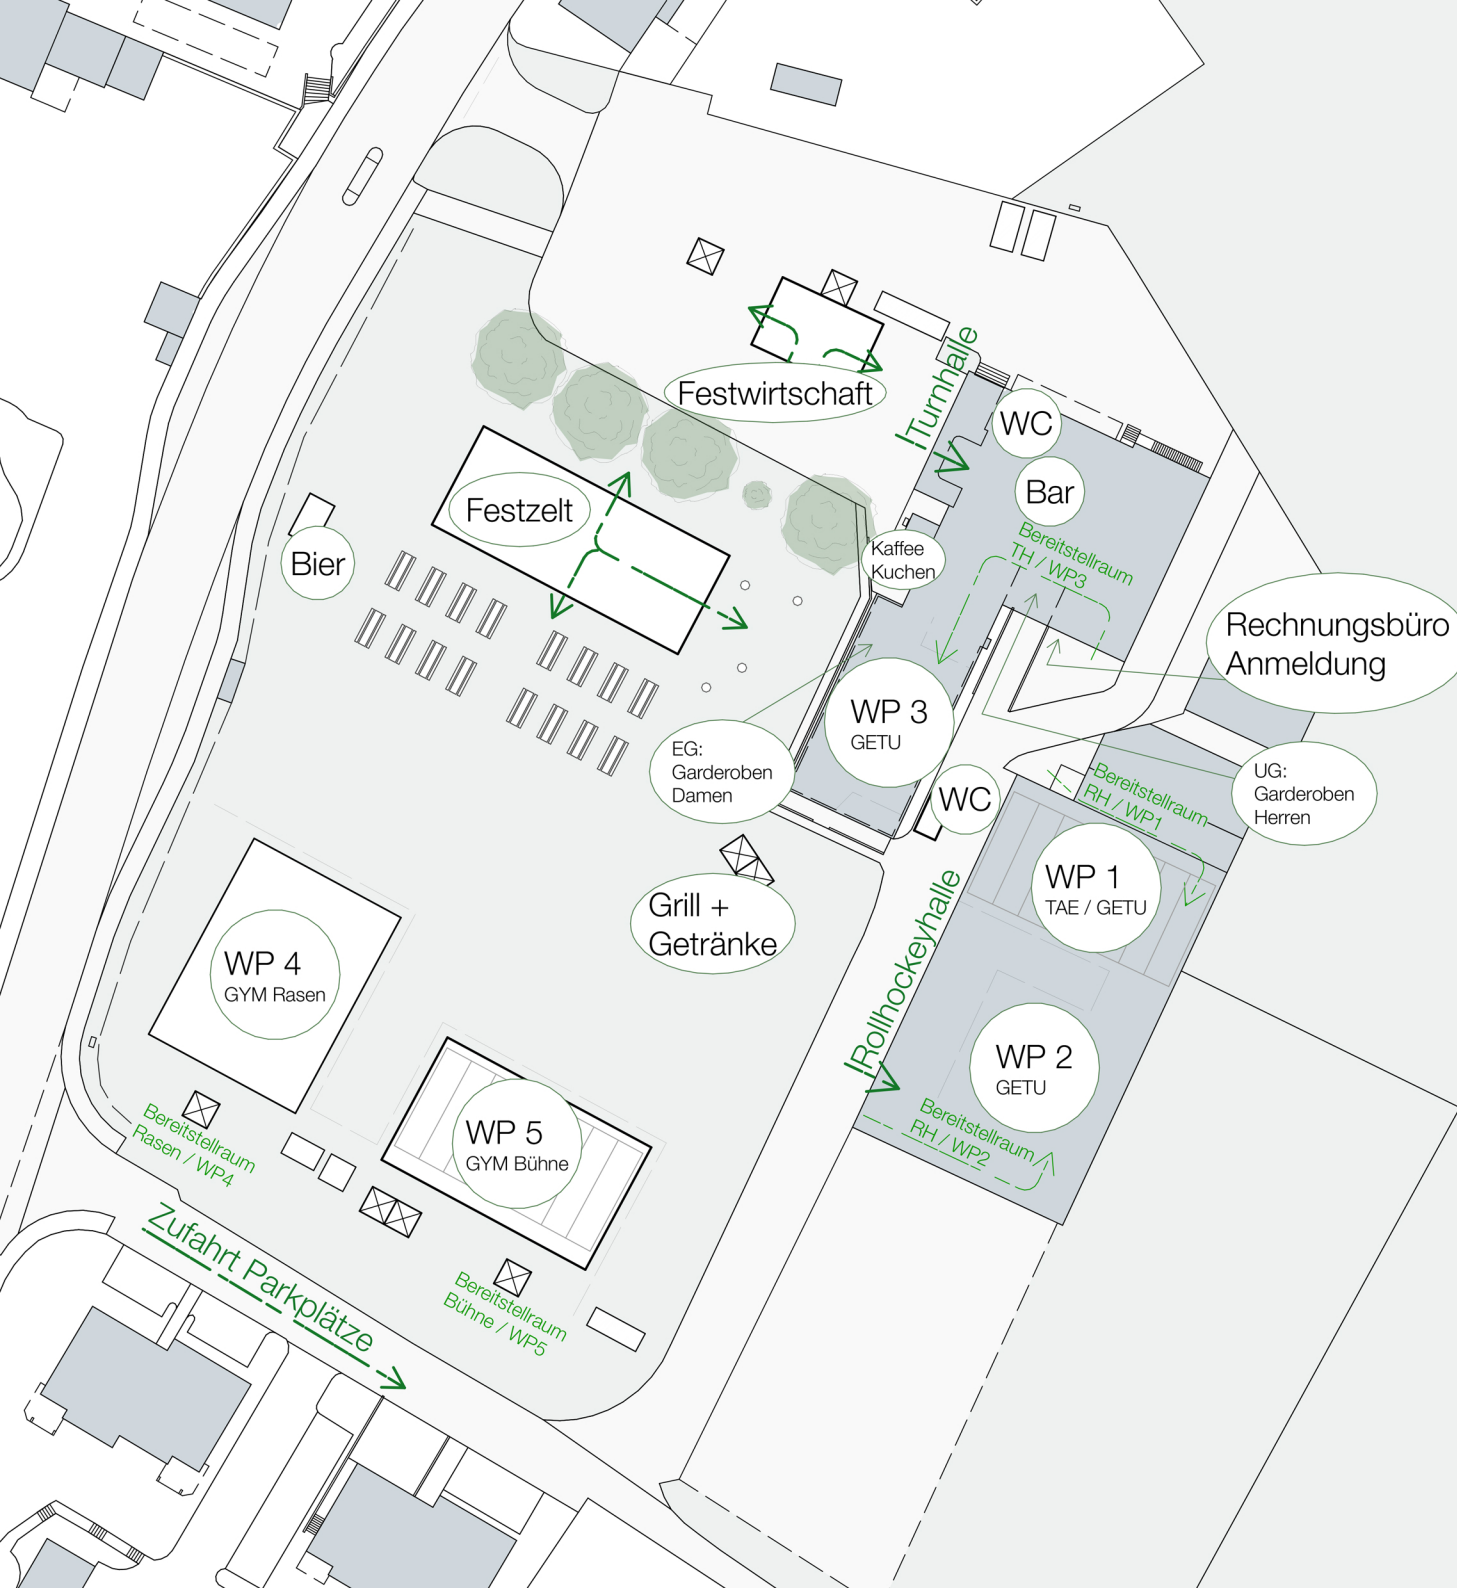 Festwirtschaft
Turnhalle
WC
Bar
Festzelt
Bier
Kaffee
Kuchen
Bereitstellraum
TH / WP3
Rechnungsbüro
Anmeldung
WP 3
GETU
EG:
Garderoben
Damen
WC
Bereitstellraum
RH / WP1
UG:
Garderoben
Herren
WP 1
TAE / GETU
Grill +
Getränke
Rollhockeyhalle
WP 4
GYM Rasen
WP 2
GETU
Bereitstellraum
RH / WP2
WP 5
GYM Bühne
Bereitstellraum
Rasen / WP4
Zufahrt Parkplätze
Bereitstellraum
Bühne / WP5